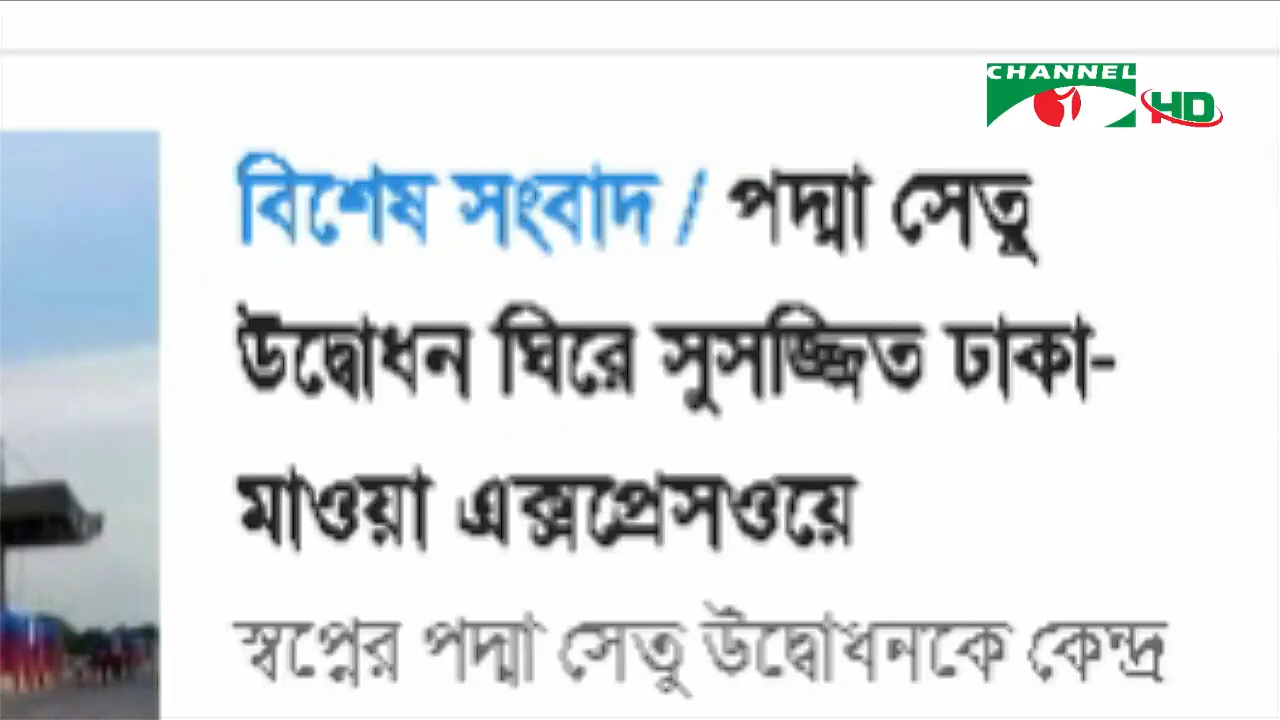 CHANNEL i HD
বিশেষ সংবাদ / পদ্মা সেতু
উদ্বোধন ঘিরে সুসজ্জিত ঢাকা-
মাওয়া এক্সপ্রেসওয়ে
স্বপ্নের পদ্মা সেতু উদ্বোধনকে কেন্দ্র